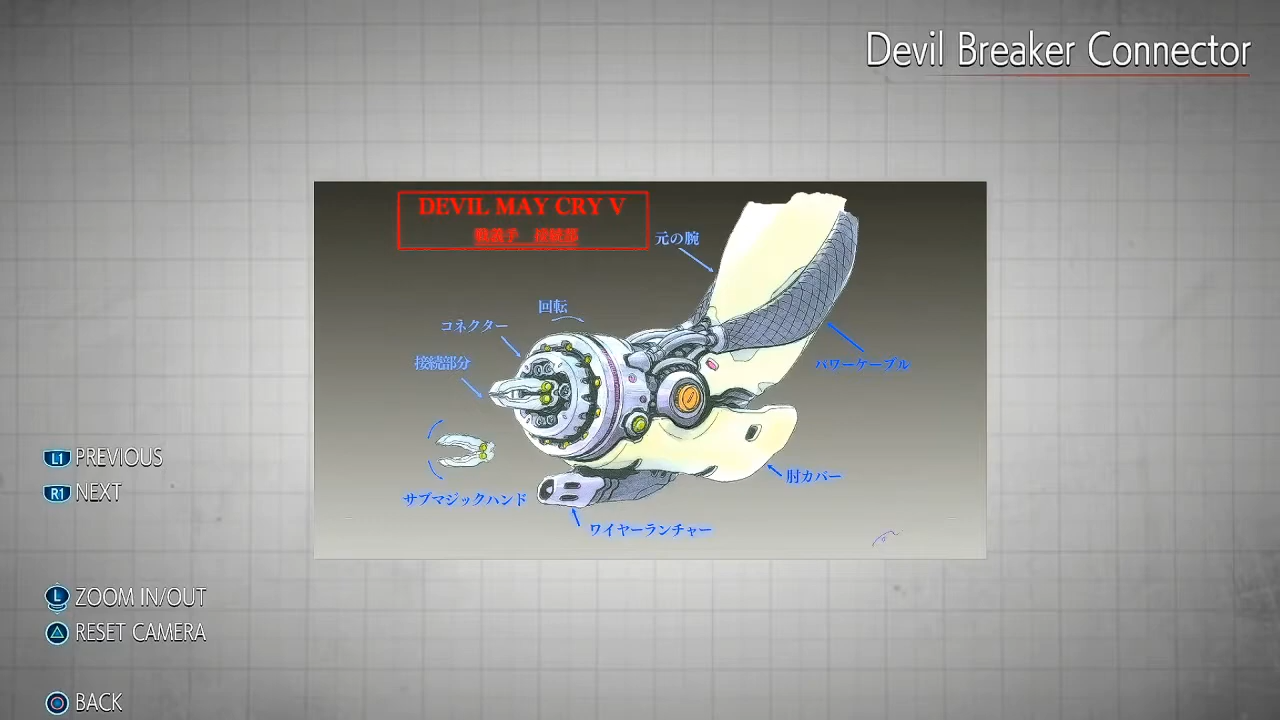 Devil Breaker Connector
DEVIL MAY CRY V
接続部
元の腕
回転
コネクター
接続部分
パワーケーブル
肘カバー
サブマジックハンド
ワイヤーランチャー
L1 PREVIOUS
R1 NEXT
L ZOOM IN/OUT
RESET CAMERA
BACK